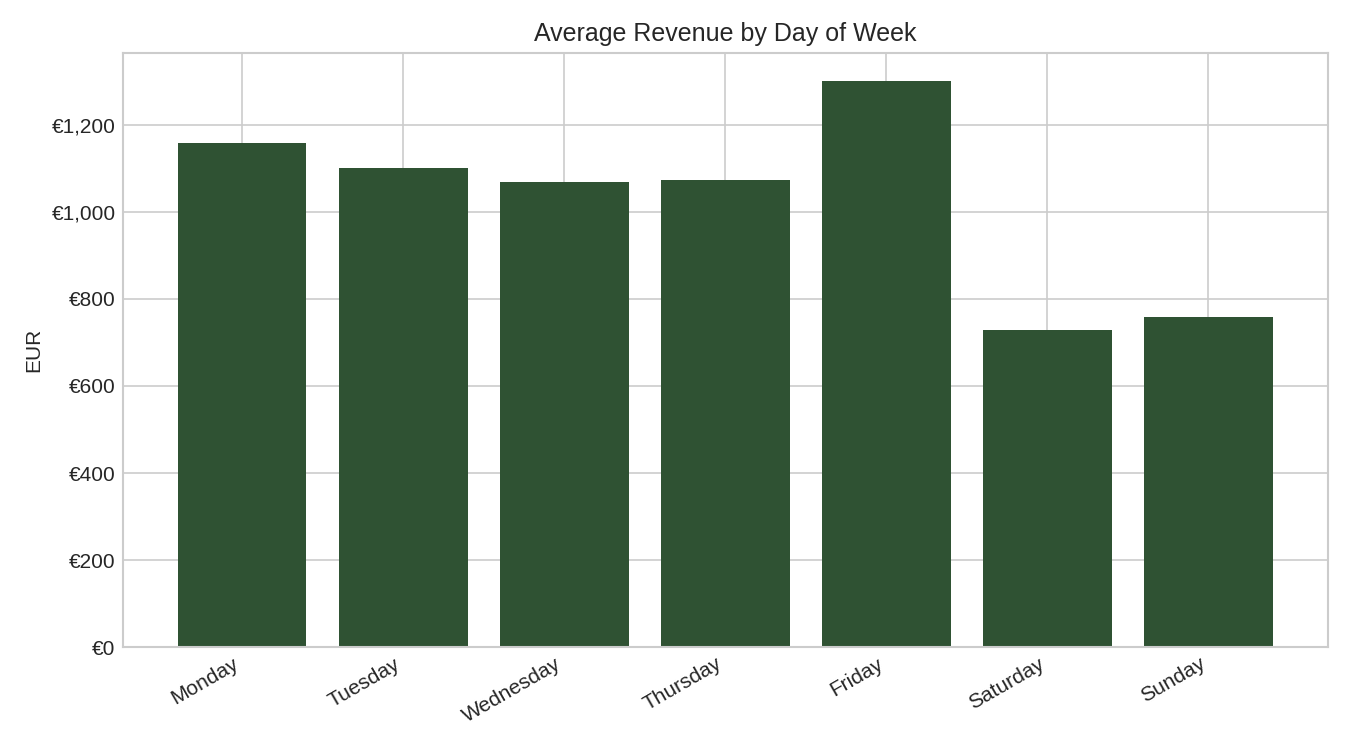 Average Revenue by Day of Week
€1,200
€1,000
€800
€600
€400
€200
€0
EUR
Monday
Tuesday
Wednesday
Thursday
Friday
Saturday
Sunday